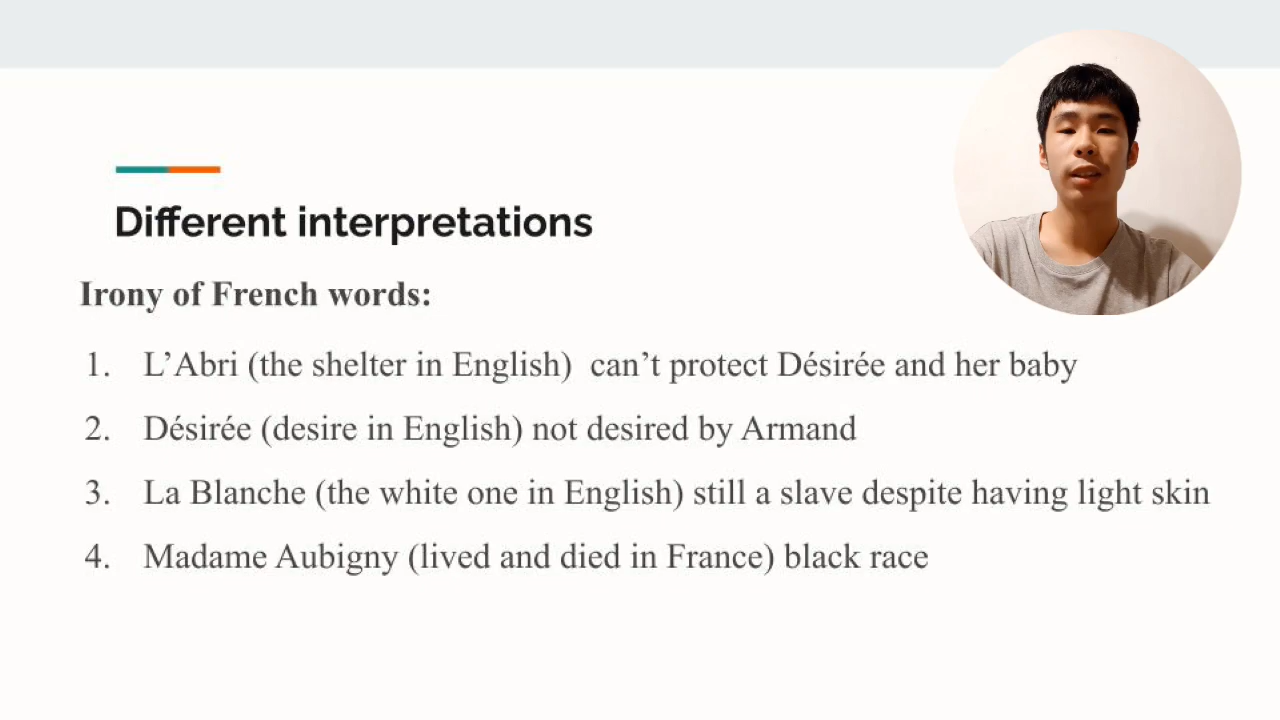 Different interpretations
Irony of French words:
1. L’Abri (the shelter in English)  can’t protect Désirée and her baby
2. Désirée (desire in English) not desired by Armand
3. La Blanche (the white one in English) still a slave despite having light skin
4. Madame Aubigny (lived and died in France) black race